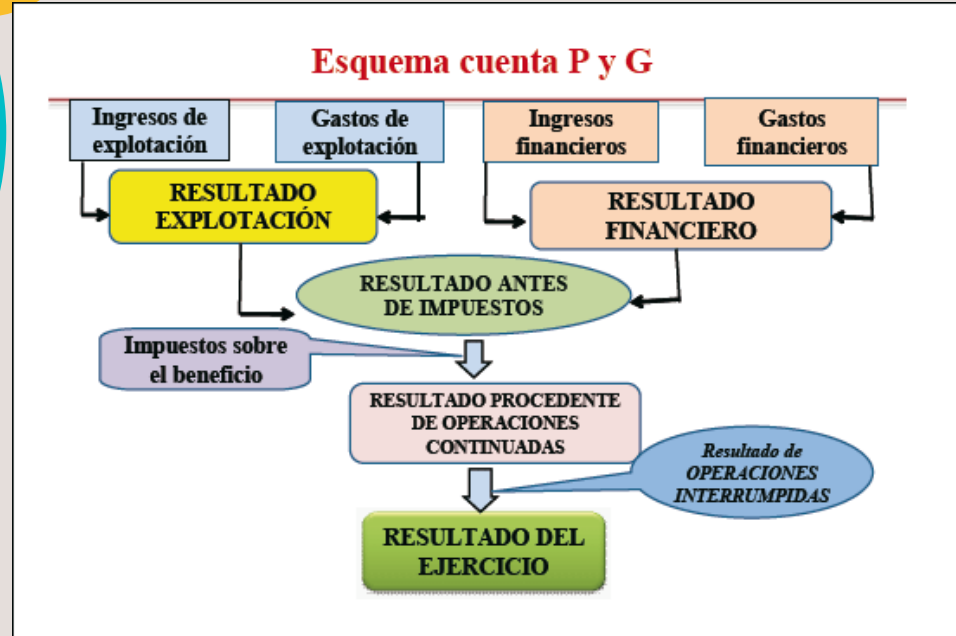 Esquema cuenta P y G
Ingresos de
explotación
Gastos de
explotación
Ingresos
financieros
Gastos
financieros
RESULTADO
EXPLOTACIÓN
RESULTADO
FINANCIERO
RESULTADO ANTES
DE IMPUESTOS
Impuestos sobre
el beneficio
RESULTADO PROCEDENTE
DE OPERACIONES
CONTINUADAS
Resultado de
OPERACIONES
INTERRUMPIDAS
RESULTADO DEL
EJERCICIO